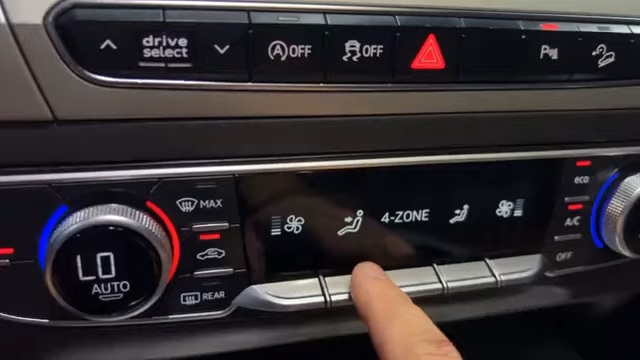 drive
select
A OFF
OFF
P
MAX
LO
AUTO
REAR
4-ZONE
eco
A/C
OFF